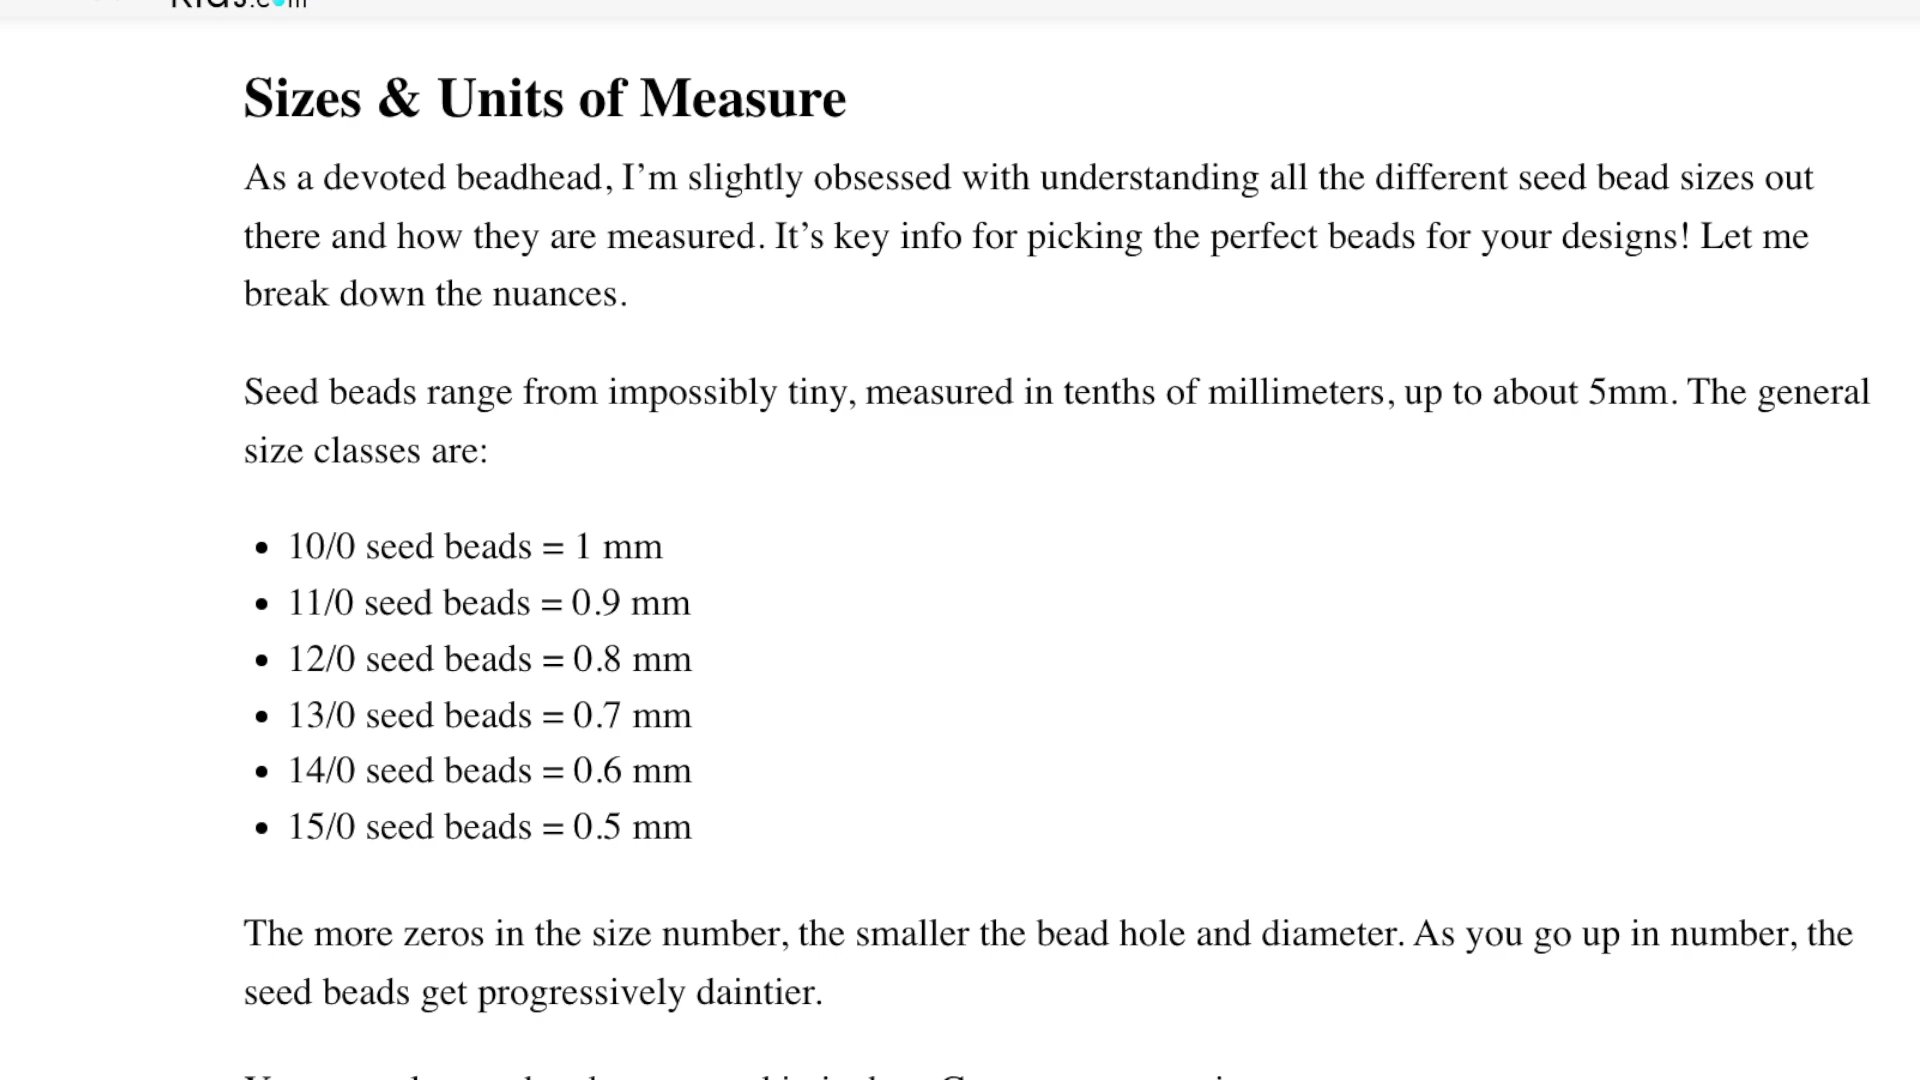 Sizes & Units of Measure
As a devoted beadhead, I’m slightly obsessed with understanding all the different seed bead sizes out
there and how they are measured. It’s key info for picking the perfect beads for your designs! Let me
break down the nuances.
Seed beads range from impossibly tiny, measured in tenths of millimeters, up to about 5mm. The general
size classes are:
• 10/0 seed beads = 1 mm
• 11/0 seed beads = 0.9 mm
• 12/0 seed beads = 0.8 mm
• 13/0 seed beads = 0.7 mm
• 14/0 seed beads = 0.6 mm
• 15/0 seed beads = 0.5 mm
The more zeros in the size number, the smaller the bead hole and diameter. As you go up in number, the
seed beads get progressively daintier.